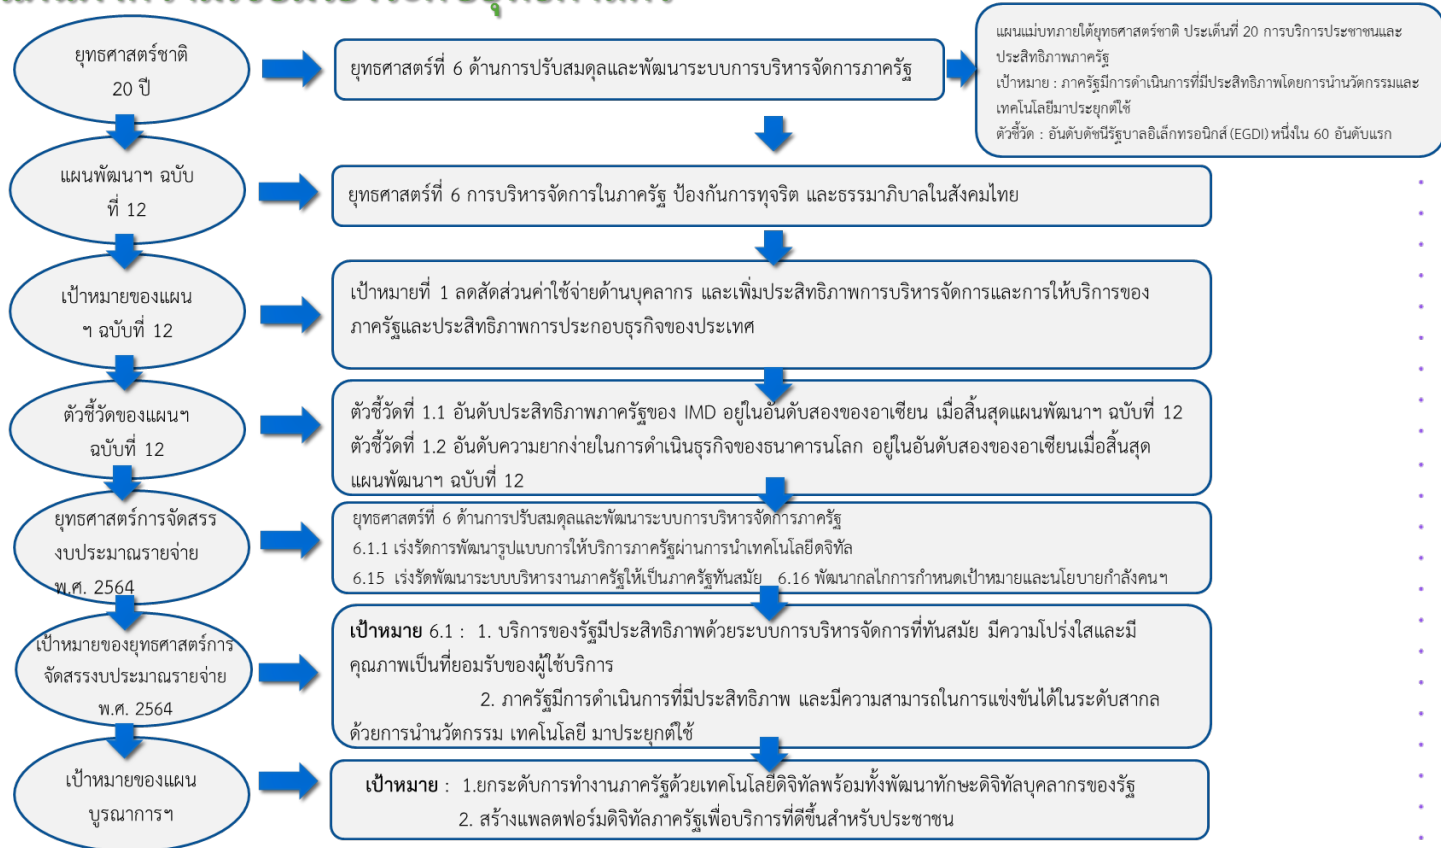 ยุทธศาสตร์ชาติ
20 ปี
ยุทธศาสตร์ที่ 6 ด้านการปรับสมดุลและพัฒนาระบบการบริหารจัดการภาครัฐ
แผนแม่บทภายใต้ยุทธศาสตร์ชาติ ประเด็นที่ 20 การบริการประชาชนและ
ประสิทธิภาพภาครัฐ
เป้าหมาย : ภาครัฐมีการดำเนินการที่มีประสิทธิภาพโดยการนำนวัตกรรมและ
เทคโนโลยีมาประยุกต์ใช้
ตัวชี้วัด : อันดับดัชนีรัฐบาลอิเล็กทรอนิกส์ (EGDI) หนึ่งใน 60 อันดับแรก
แผนพัฒนาฯ ฉบับ
ที่ 12
ยุทธศาสตร์ที่ 6 การบริหารจัดการในภาครัฐ ป้องกันการทุจริต และธรรมาภิบาลในสังคมไทย
เป้าหมายของแผน
ฯ ฉบับที่ 12
เป้าหมายที่ 1 ลดสัดส่วนค่าใช้จ่ายด้านบุคลากร และเพิ่มประสิทธิภาพการบริหารจัดการและการให้บริการของ
ภาครัฐและประสิทธิภาพการประกอบธุรกิจของประเทศ
ตัวชี้วัดของแผนฯ
ฉบับที่ 12
ตัวชี้วัดที่ 1.1 อันดับประสิทธิภาพภาครัฐของ IMD อยู่ในอันดับสองของอาเซียน เมื่อสิ้นสุดแผนพัฒนาฯ ฉบับที่ 12
ตัวชี้วัดที่ 1.2 อันดับความยากง่ายในการดำเนินธุรกิจของธนาคารนโลก อยู่ในอันดับสองของอาเซียนเมื่อสิ้นสุด
แผนพัฒนาฯ ฉบับที่ 12
ยุทธศาสตร์การจัดสรร
งบประมาณรายจ่าย
พ.ศ. 2564
ยุทธศาสตร์ที่ 6 ด้านการปรับสมดุลและพัฒนาระบบการบริหารจัดการภาครัฐ
6.1.1 เร่งรัดการพัฒนารูปแบบการให้บริการภาครัฐผ่านการนำเทคโนโลยีดจิทัล
6.15 เร่งรัดพัฒนาระบบบริหารงานภาครัฐให้เป็นภาครัฐทันสมัย 6.16 พัฒนากลไกการกำหนดเป้าหมายและนโยบายกำลังคนฯ
เป้าหมายของยุทธศาสตร์การ
จัดสรรงบประมาณรายจ่าย
พ.ศ. 2564
เป้าหมาย 6.1 : 1. บริการของรัฐมีประสิทธิภาพด้วยระบบการบริหารจัดการที่ทันสมัย มีความโปร่งใสและมี
คุณภาพเป็นที่ยอมรับของผู้ใช้บริการ
2. ภาครัฐมีการดำเนินการที่มีประสิทธิภาพ และมีความสามารถในการแข่งขันได้ในระดับสากล
ด้วยการนำนวัตกรรม เทคโนโลยี มาประยุกต์ใช้
เป้าหมายของแผน
บูรณาการฯ
เป้าหมาย : 1.ยกระดับการทำงานภาครัฐด้วยเทคโนโลยีดิจิทัลพร้อมทั้งพัฒนาทักษะดิจิทัลบุคลากรของรัฐ
2. สร้างแพลตฟอร์มดิจิทัลภาครัฐเพื่อบริการที่ดีขึ้นสำหรับประชาชน